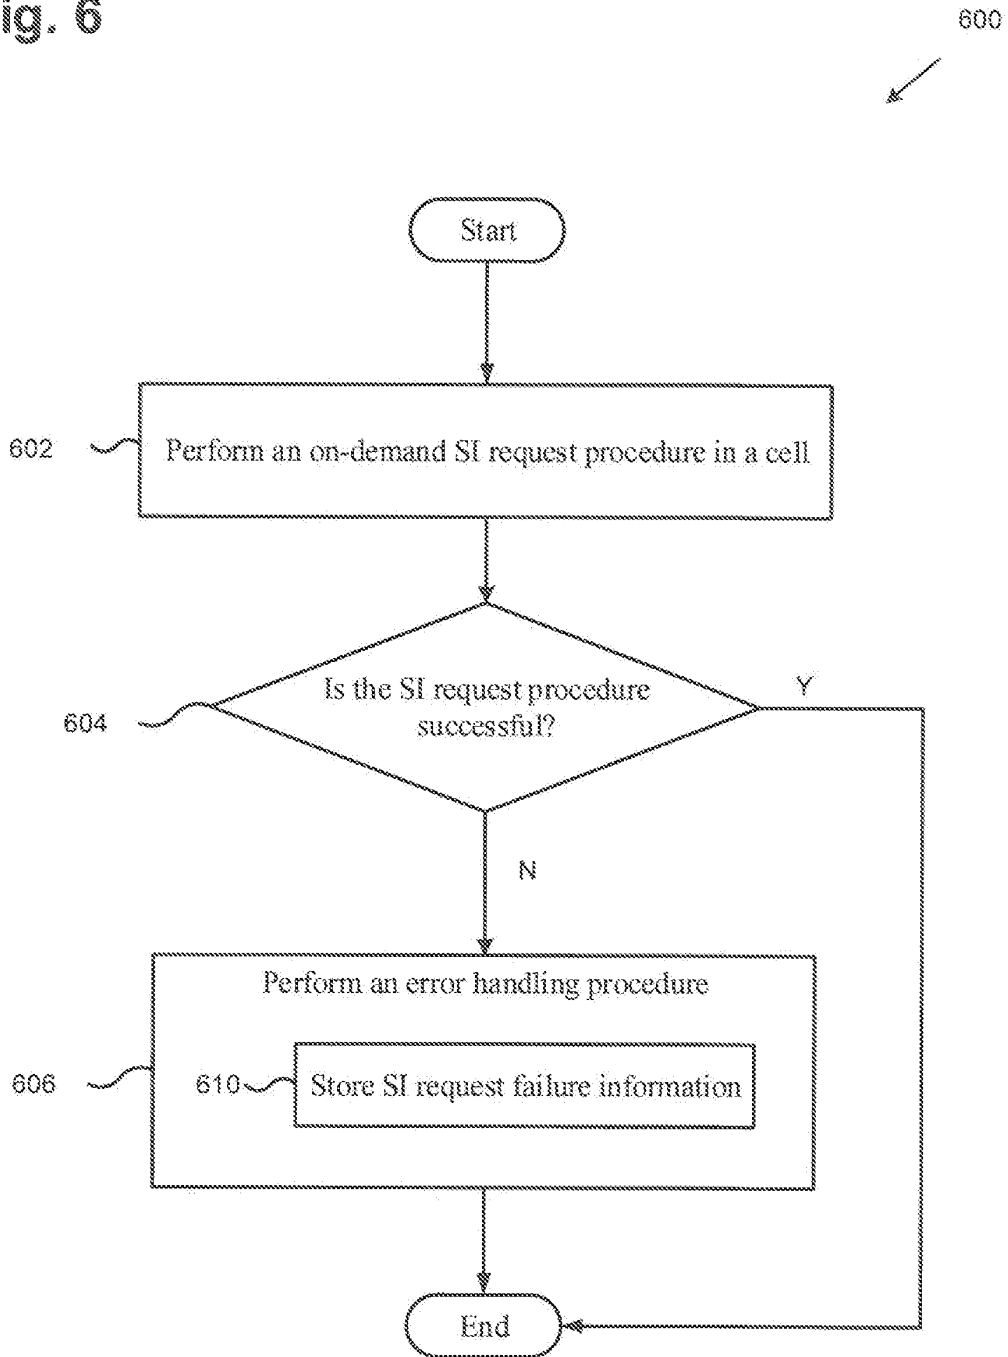 ig. 6
600
Start
602
Perform an on-demand SI request procedure in a cell
604
Is the SI request procedure
successful?
Y
N
Perform an error handling procedure
606
610
Store SI request failure information
End